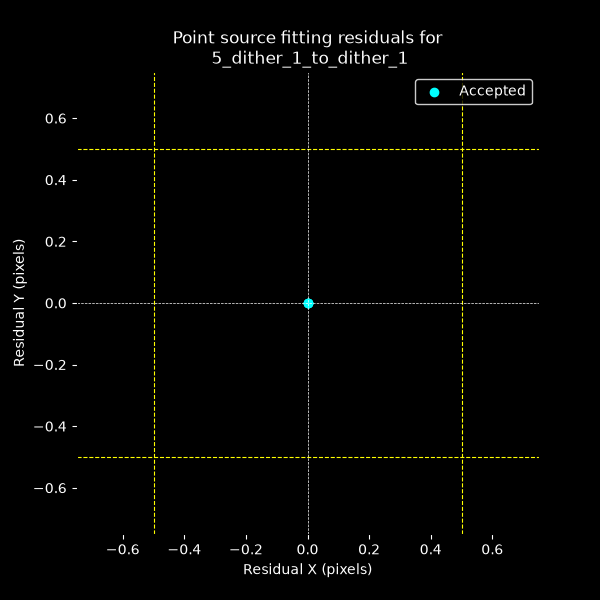 Point source fitting residuals for
5_dither_1_to_dither_1
Accepted
0.6
0.4
0.2
0.0
−0.2
−0.4
−0.6
Residual Y (pixels)
−0.6 −0.4 −0.2 0.0 0.2 0.4 0.6
Residual X (pixels)